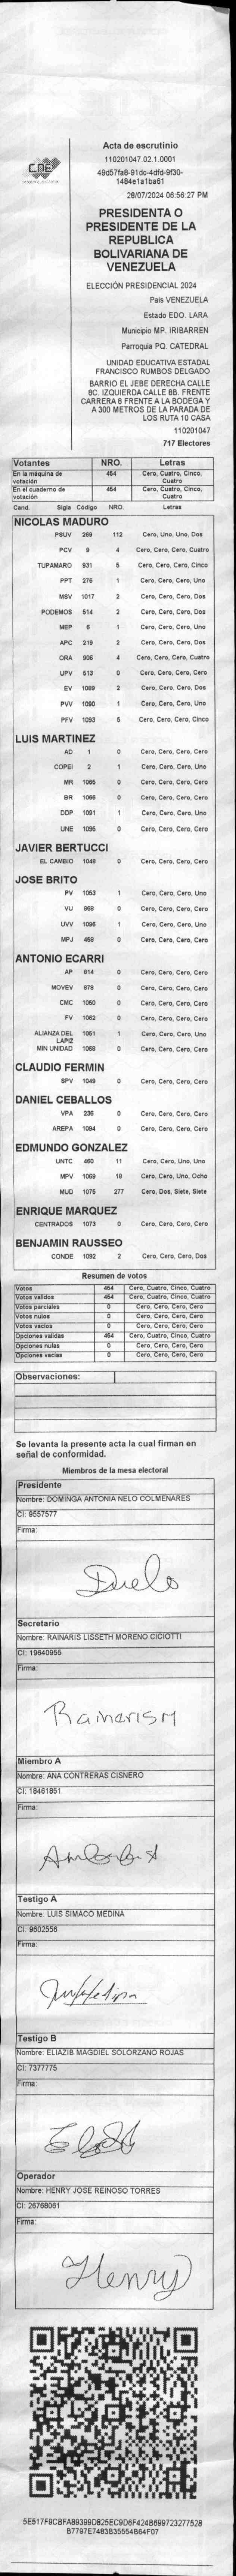 CNE
Acta de escrutinio
110201047.02.1.0001
49d57fa8-91dc-4dfd-9f30-
1484e1a1ba61
28/07/2024 06:56:27 PM
PRESIDENTA O
PRESIDENTE DE LA
REPUBLICA
BOLIVARIANA DE
VENEZUELA
ELECCIÓN PRESIDENCIAL 2024
País VENEZUELA
Estado EDO. LARA
Municipio MP. IRIBARREN
Parroquia PQ. CATEDRAL
UNIDAD EDUCATIVA ESTADAL
FRANCISCO RUMBOS DELGADO
BARRIO EL JEBE DERECHA CALLE
8C. IZQUIERDA CALLE 8B. FRENTE
CARRERA 8 FRENTE A LA BODEGA Y
A 300 METROS DE LA PARADA DE
LOS RUTA 10 CASA
110201047
717 Electores
Votantes NRO. Letras
En la máquina de votación 454 Cero, Cuatro, Cinco, Cuatro
En el cuaderno de votación 454 Cero, Cuatro, Cinco, Cuatro
Cand. Sigla Código NRO. Letras
NICOLAS MADURO
PSUV 269 112 Cero, Uno, Uno, Dos
PCV 9 4 Cero, Cero, Cero, Cuatro
TUPAMARO 931 5 Cero, Cero, Cero, Cinco
PPT 276 1 Cero, Cero, Cero, Uno
MSV 1017 2 Cero, Cero, Cero, Dos
PODEMOS 514 2 Cero, Cero, Cero, Dos
MEP 6 1 Cero, Cero, Cero, Uno
APC 219 2 Cero, Cero, Cero, Dos
ORA 906 4 Cero, Cero, Cero, Cuatro
UPV 513 0 Cero, Cero, Cero, Cero
EV 1089 2 Cero, Cero, Cero, Dos
PVV 1090 1 Cero, Cero, Cero, Uno
PFV 1093 5 Cero, Cero, Cero, Cinco
LUIS MARTINEZ
AD 1 0 Cero, Cero, Cero, Cero
COPEI 2 1 Cero, Cero, Cero, Uno
MR 1065 0 Cero, Cero, Cero, Cero
BR 1066 0 Cero, Cero, Cero, Cero
DDP 1091 1 Cero, Cero, Cero, Uno
UNE 1095 0 Cero, Cero, Cero, Cero
JAVIER BERTUCCI
EL CAMBIO 1048 0 Cero, Cero, Cero, Cero
JOSE BRITO
PV 1053 1 Cero, Cero, Cero, Uno
VU 868 0 Cero, Cero, Cero, Cero
UVV 1096 1 Cero, Cero, Cero, Uno
MPJ 458 0 Cero, Cero, Cero, Cero
ANTONIO ECARRI
AP 814 0 Cero, Cero, Cero, Cero
MOVEV 878 0 Cero, Cero, Cero, Cero
CMC 1050 0 Cero, Cero, Cero, Cero
FV 1062 0 Cero, Cero, Cero, Cero
ALIANZA DEL LAPIZ 1051 1 Cero, Cero, Cero, Uno
MIN UNIDAD 1068 0 Cero, Cero, Cero, Cero
CLAUDIO FERMIN
SPV 1049 0 Cero, Cero, Cero, Cero
DANIEL CEBALLOS
VPA 236 0 Cero, Cero, Cero, Cero
AREPA 1094 0 Cero, Cero, Cero, Cero
EDMUNDO GONZALEZ
UNTC 460 11 Cero, Cero, Uno, Uno
MPV 1069 18 Cero, Cero, Uno, Ocho
MUD 1075 277 Cero, Dos, Siete, Siete
ENRIQUE MARQUEZ
CENTRADOS 1073 0 Cero, Cero, Cero, Cero
BENJAMIN RAUSSEO
CONDE 1092 2 Cero, Cero, Cero, Dos
Resumen de votos
Votos 454 Cero, Cuatro, Cinco, Cuatro
Votos validos 454 Cero, Cuatro, Cinco, Cuatro
Votos parciales 0 Cero, Cero, Cero, Cero
Votos nulos 0 Cero, Cero, Cero, Cero
Votos vacios 0 Cero, Cero, Cero, Cero
Opciones validas 454 Cero, Cuatro, Cinco, Cuatro
Opciones nulas 0 Cero, Cero, Cero, Cero
Opciones vacias 0 Cero, Cero, Cero, Cero
Observaciones:
Se levanta la presente acta la cual firman en
señal de conformidad.
Miembros de la mesa electoral
Presidente
Nombre: DOMINGA ANTONIA NELO COLMENARES
CI: 9557577
Firma:
Secretario
Nombre: RAINARIS LISSETH MORENO CICIOTTI
CI: 19640955
Firma:
Miembro A
Nombre: ANA CONTRERAS CISNERO
CI: 18461851
Firma:
Testigo A
Nombre: LUIS SIMACO MEDINA
CI: 9602556
Firma:
Testigo B
Nombre: ELIAZIB MAGDIEL SOLORZANO ROJAS
CI: 7377775
Firma:
Operador
Nombre: HENRY JOSE REINOSO TORRES
CI: 26768061
Firma:
Henry
5E517F9CBFA89399D825EC9D6F424B699723277528
B7797E7483B35554B64F07